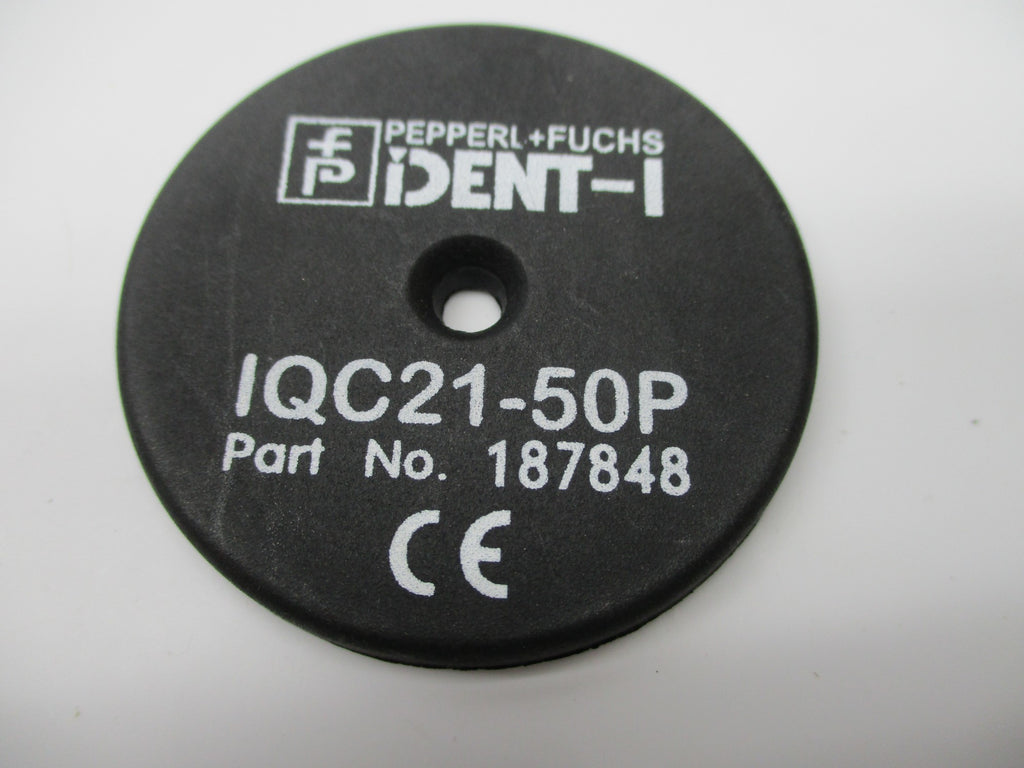 PEPPERL+FUCHS
iDENT-I
IQC21-50P
Part No. 187848
CE